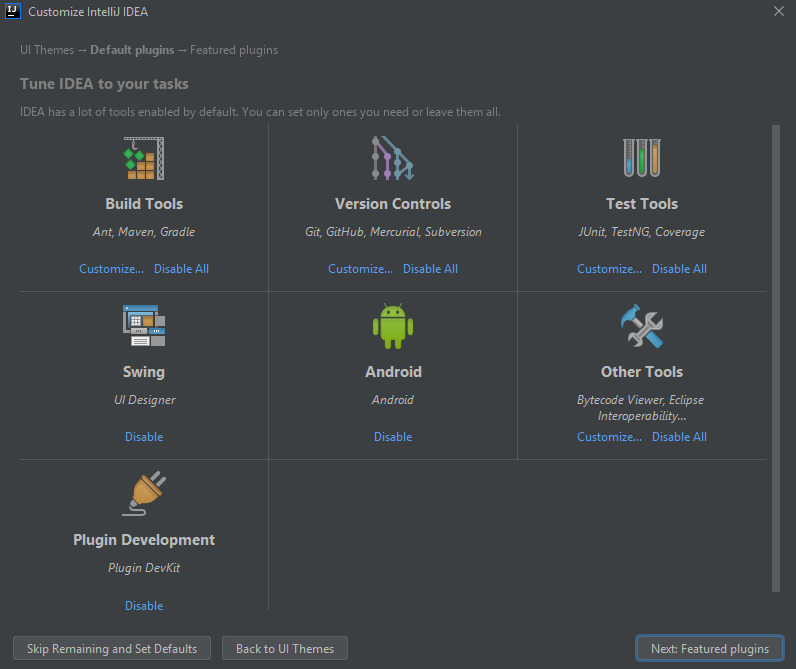 IJ
Customize IntelliJ IDEA
UI Themes → Default plugins → Featured plugins
Tune IDEA to your tasks
IDEA has a lot of tools enabled by default. You can set only ones you need or leave them all.
Build Tools
Ant, Maven, Gradle
Customize... Disable All
Version Controls
Git, GitHub, Mercurial, Subversion
Customize... Disable All
Test Tools
JUnit, TestNG, Coverage
Customize... Disable All
Swing
UI Designer
Disable
Android
Android
Disable
Other Tools
Bytecode Viewer, Eclipse
Interoperability...
Customize... Disable All
Plugin Development
Plugin DevKit
Disable
Skip Remaining and Set Defaults
Back to UI Themes
Next: Featured plugins